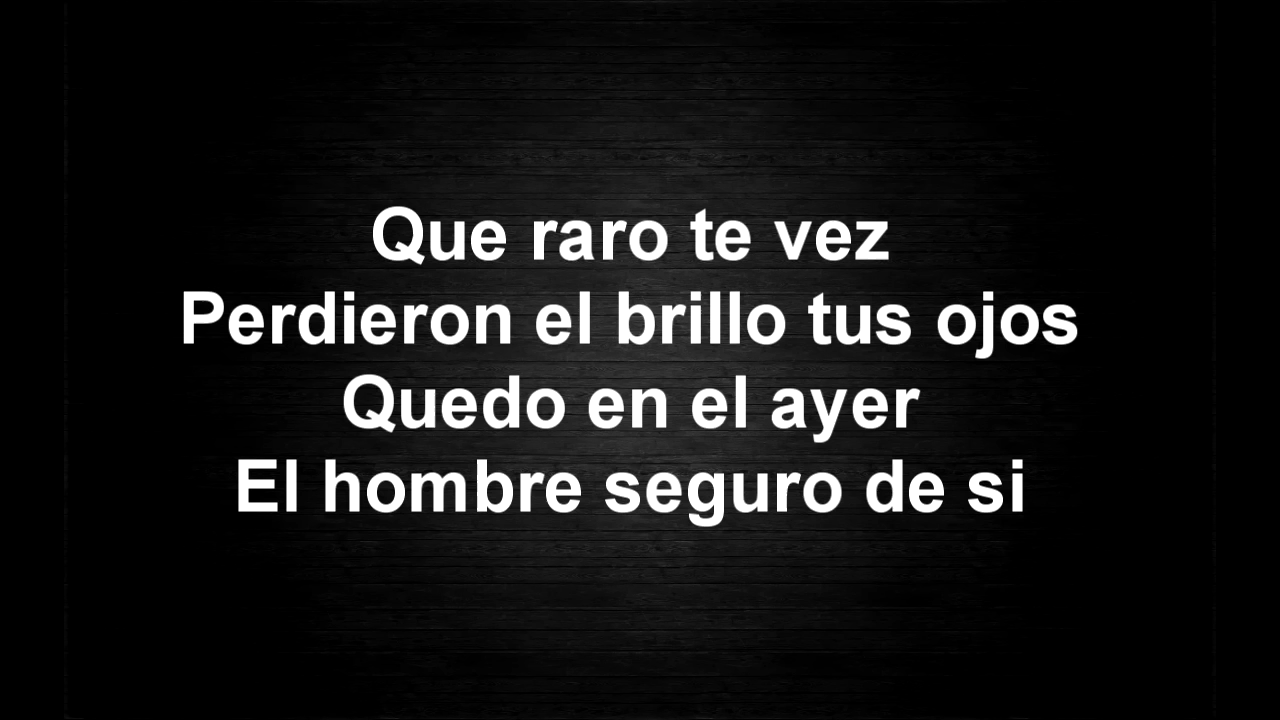 Que raro te vez
Perdieron el brillo tus ojos
Quedo en el ayer
El hombre seguro de si